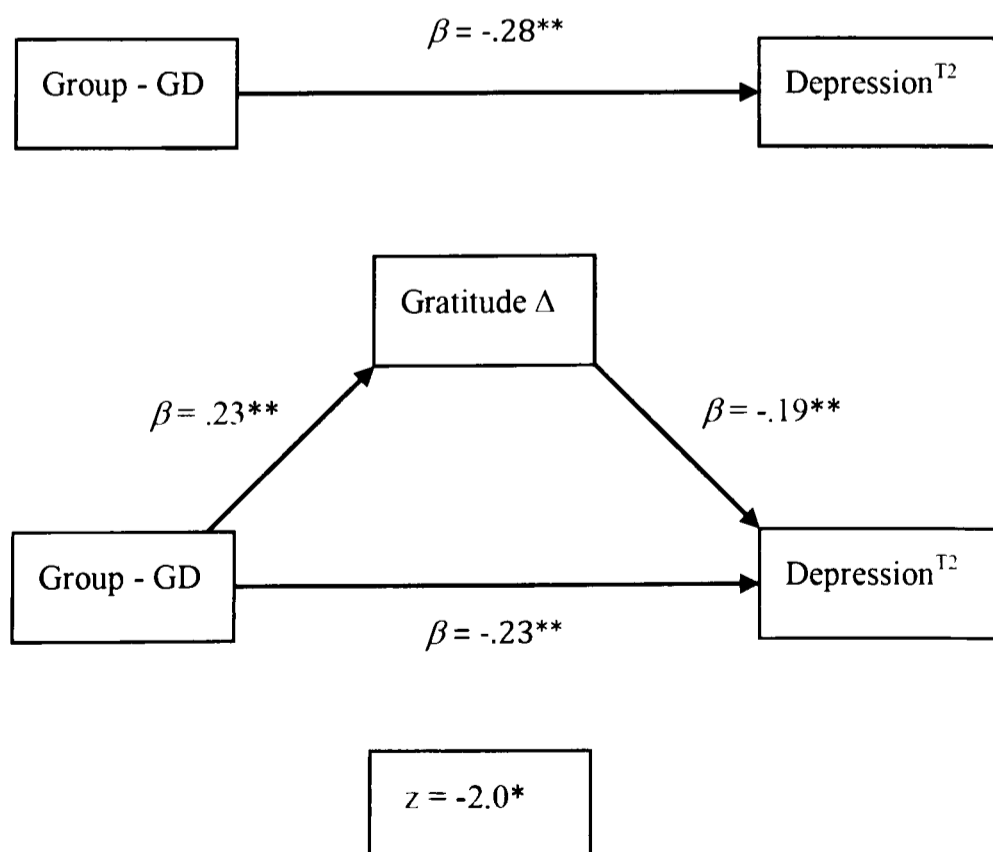 β = -.28**
Group - GD
Depression^T2
Gratitude Δ
β = .23**
β = -.19**
Group - GD
Depression^T2
β = -.23**
z = -2.0*